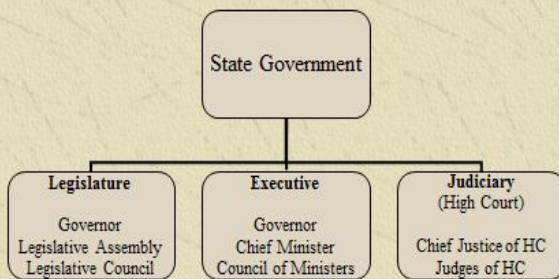 State Government
Legislature
Governor
Legislative Assembly
Legislative Council
Executive
Governor
Chief Minister
Council of Ministers
Judiciary
(High Court)
Chief Justice of HC
Judges of HC